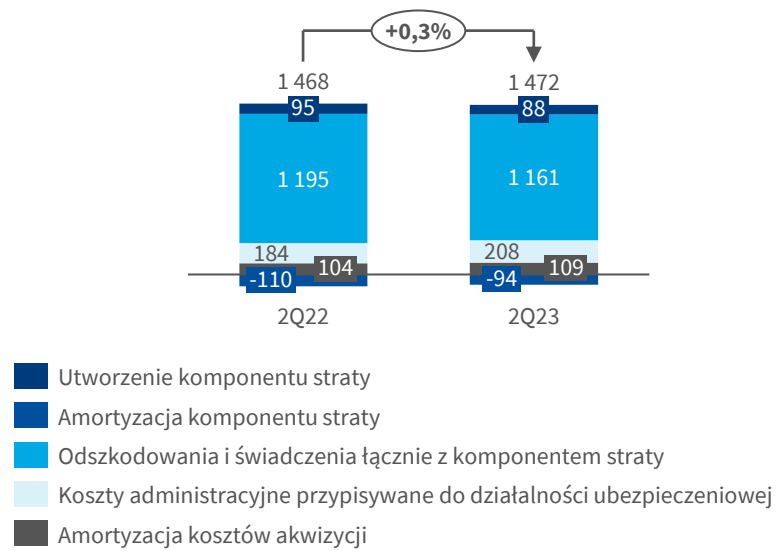 +0,3%
1 468
1 472
95
88
1 195
1 161
184
208
104
109
-110
-94
2Q22
2Q23
Utworzenie komponentu straty
Amortyzacja komponentu straty
Odszkodowania i świadczenia łącznie z komponentem straty
Koszty administracyjne przypisywane do działalności ubezpieczeniowej
Amortyzacja kosztów akwizycji